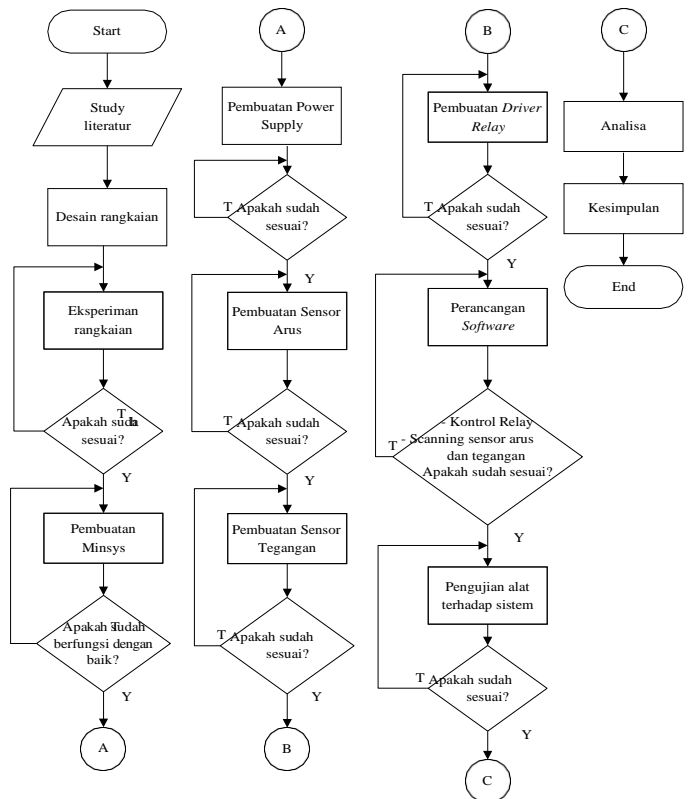 Start
Study
literatur
Desain rangkaian
Eksperiman
rangkaian
T
Apakah sudah
sesuai?
Y
Pembuatan
Minsys
T
Apakah sudah
berfungsi dengan
baik?
Y
A
A
Pembuatan Power
Supply
T
Apakah sudah
sesuai?
Y
Pembuatan Sensor
Arus
T
Apakah sudah
sesuai?
Y
Pembuatan Sensor
Tegangan
T
Apakah sudah
sesuai?
Y
B
B
Pembuatan Driver
Relay
T
Apakah sudah
sesuai?
Y
Perancangan
Software
T
- Kontrol Relay
- Scanning sensor arus
dan tegangan
Apakah sudah sesuai?
Y
Pengujian alat
terhadap sistem
T
Apakah sudah
sesuai?
Y
C
C
Analisa
Kesimpulan
End